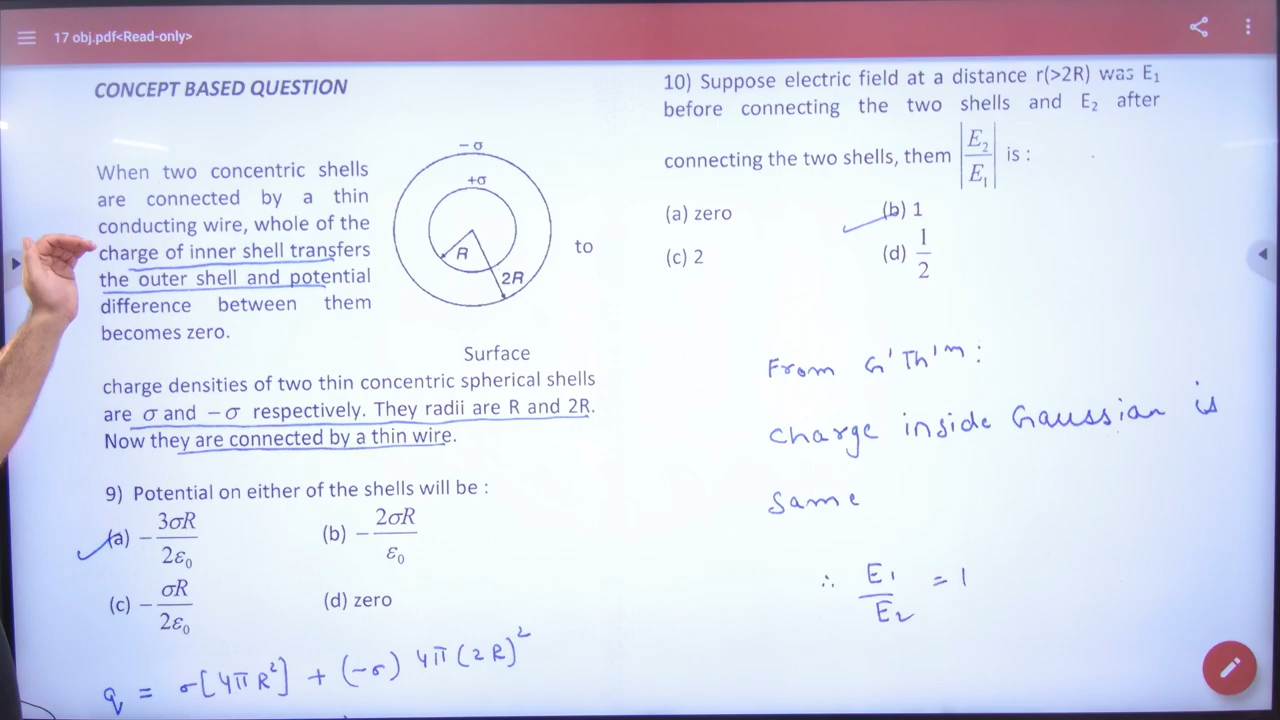 17 obj.pdf<Read-only>
CONCEPT BASED QUESTION
When two concentric shells
are connected by a thin
conducting wire, whole of the
charge of inner shell transfers
the outer shell and potential
difference between them
becomes zero.
− σ
+σ
R
2R
to
Surface
charge densities of two thin concentric spherical shells
are σ and − σ respectively. They radii are R and 2R.
Now they are connected by a thin wire.
9) Potential on either of the shells will be :
(a) − 3σR / 2ε₀
(b) − 2σR / ε₀
(c) − σR / 2ε₀
(d) zero
q = σ[4πR²] + (−σ) 4π(2R)²
10) Suppose electric field at a distance r(>2R) was E₁
before connecting the two shells and E₂ after
connecting the two shells, them |E₂ / E₁| is :
(a) zero
(b) 1
(c) 2
(d) 1 / 2
From G' Th'm :
Charge inside Gaussian is
Same
∴ E₁ / E₂ = 1